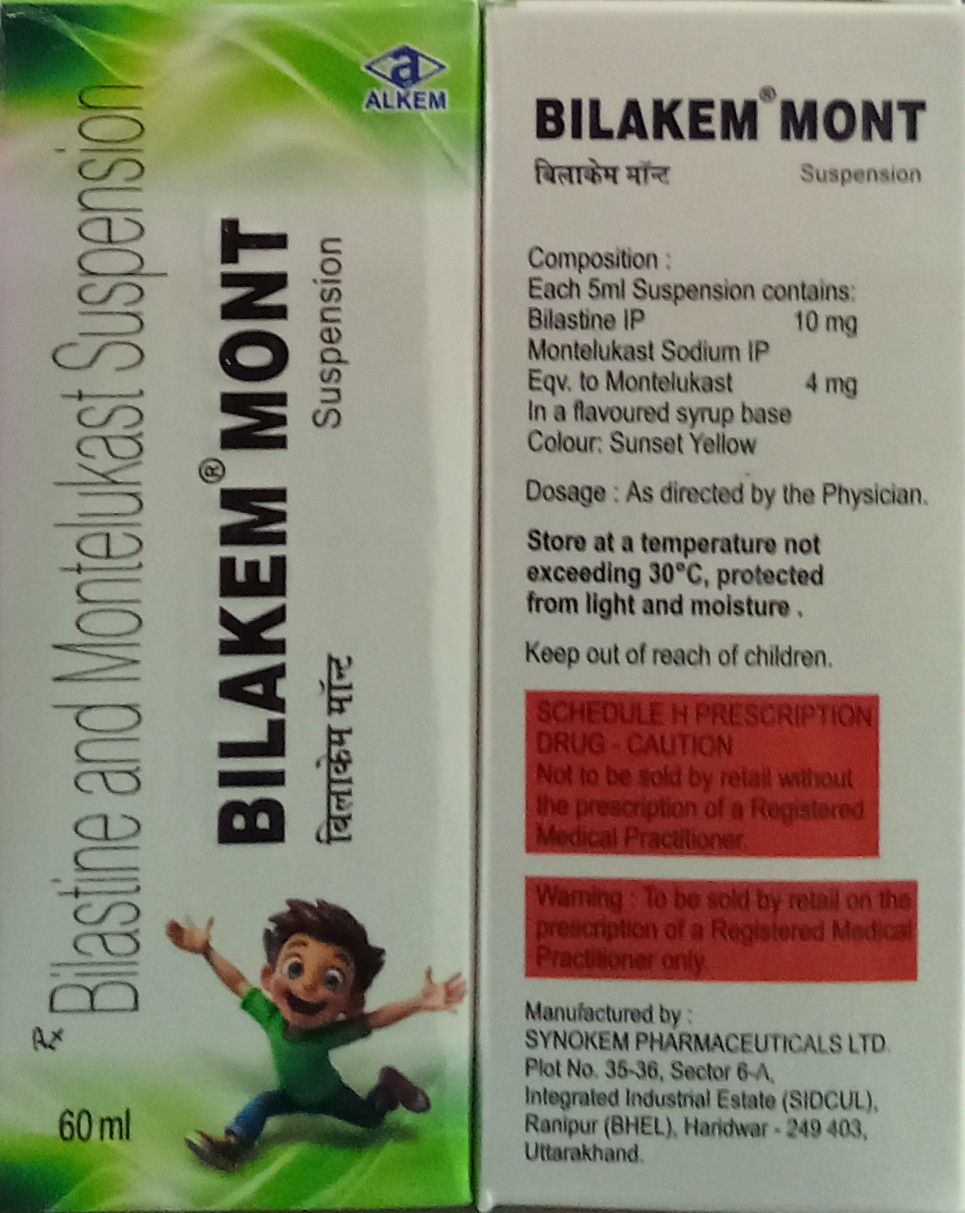 ALKEM
Bilastine and Montelukast Suspension
BILAKEM® MONT
Suspension
बिलाकेम मॉन्ट
Rx
60 ml
BILAKEM® MONT
बिलाकेम मॉन्ट Suspension
Composition :
Each 5ml Suspension contains:
Bilastine IP 10 mg
Montelukast Sodium IP
Eqv. to Montelukast 4 mg
In a flavoured syrup base
Colour: Sunset Yellow
Dosage : As directed by the Physician.
Store at a temperature not
exceeding 30°C, protected
from light and moisture .
Keep out of reach of children.
SCHEDULE H PRESCRIPTION
DRUG - CAUTION
Not to be sold by retail without
the prescription of a Registered
Medical Practitioner.
Warning : To be sold by retail on the
prescription of a Registered Medical
Practitioner only.
Manufactured by :
SYNOKEM PHARMACEUTICALS LTD.
Plot No. 35-36, Sector 6-A,
Integrated Industrial Estate (SIDCUL),
Ranipur (BHEL), Haridwar - 249 403,
Uttarakhand.